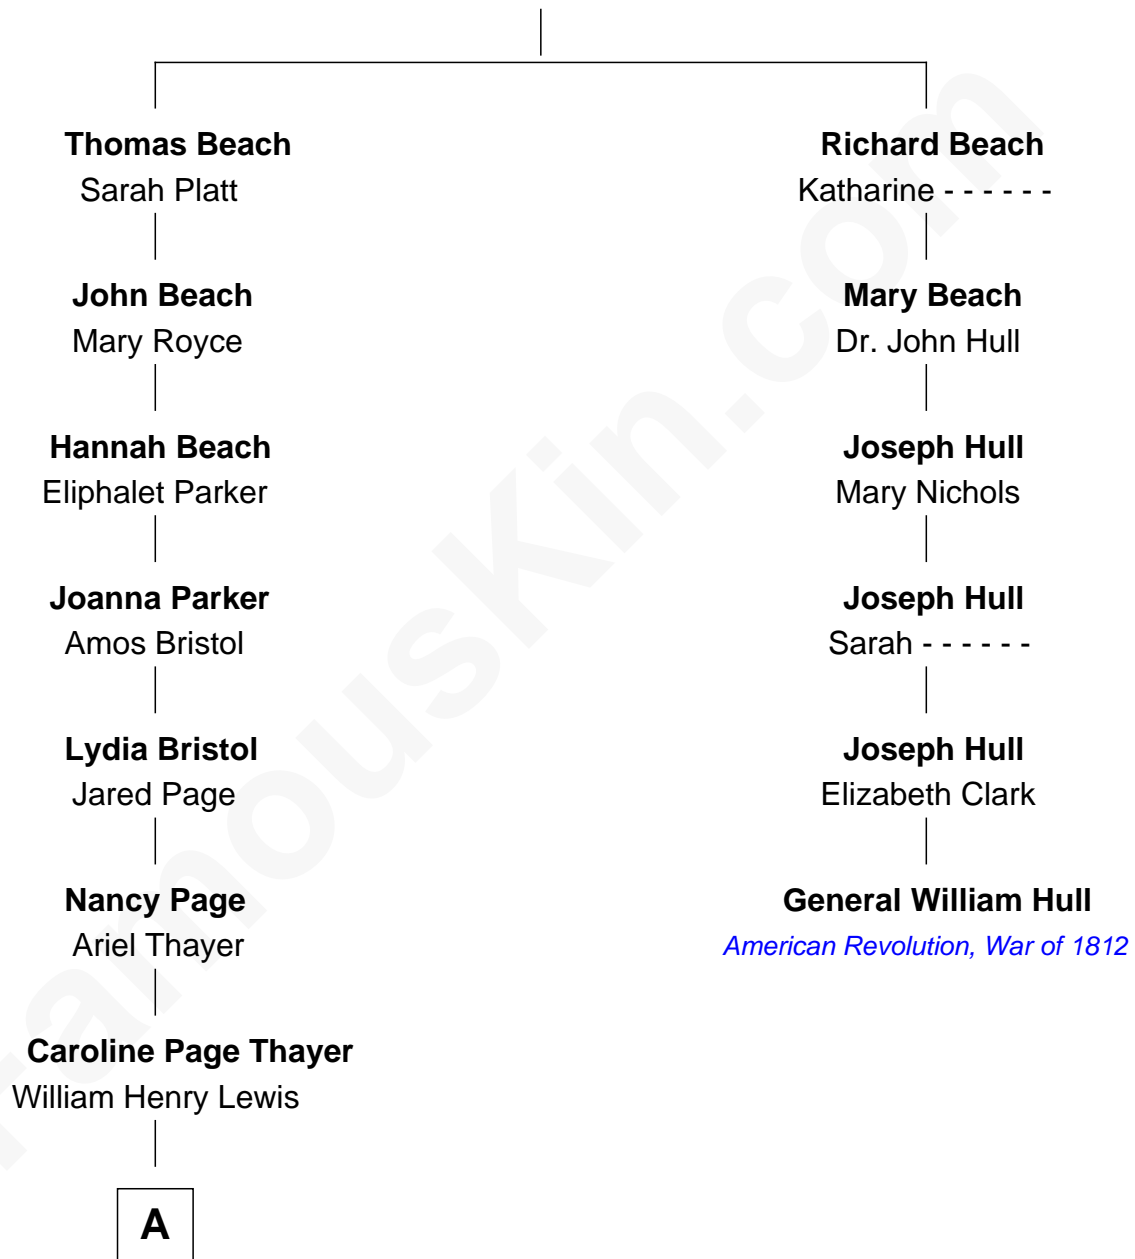 Thomas Beach
Sarah Platt
John Beach
Mary Royce
Hannah Beach
Eliphalet Parker
Joanna Parker
Amos Bristol
Lydia Bristol
Jared Page
Nancy Page
Ariel Thayer
Caroline Page Thayer
William Henry Lewis
A
Richard Beach
Katharine - - - - - -
Mary Beach
Dr. John Hull
Joseph Hull
Mary Nichols
Joseph Hull
Sarah - - - - - -
Joseph Hull
Elizabeth Clark
General William Hull
American Revolution, War of 1812
FamousKin.com